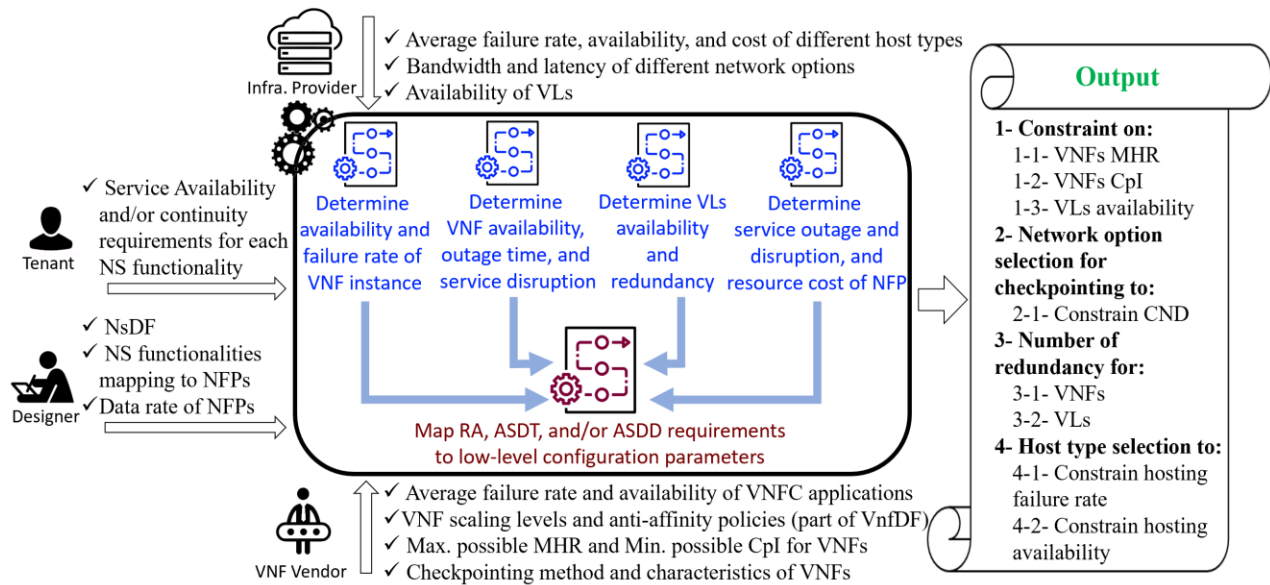 Infra. Provider
✓ Average failure rate, availability, and cost of different host types
✓ Bandwidth and latency of different network options
✓ Availability of VLs
✓ Service Availability
and/or continuity
requirements for each
NS functionality
Tenant
✓ NsDF
✓ NS functionalities
mapping to NFPs
✓ Data rate of NFPs
Designer
Determine
availability and
failure rate of
VNF instance
Determine
VNF availability,
outage time, and
service disruption
Determine VLs
availability
and
redundancy
Determine
service outage and
disruption, and
resource cost of NFP
Map RA, ASDT, and/or ASDD requirements
to low-level configuration parameters
VNF Vendor
✓ Average failure rate and availability of VNFC applications
✓ VNF scaling levels and anti-affinity policies (part of VnfDF)
✓ Max. possible MHR and Min. possible CpI for VNFs
✓ Checkpointing method and characteristics of VNFs
Output
1- Constraint on:
1-1- VNFs MHR
1-2- VNFs CpI
1-3- VLs availability
2- Network option
selection for
checkpointing to:
2-1- Constrain CND
3- Number of
redundancy for:
3-1- VNFs
3-2- VLs
4- Host type selection to:
4-1- Constrain hosting
failure rate
4-2- Constrain hosting
availability